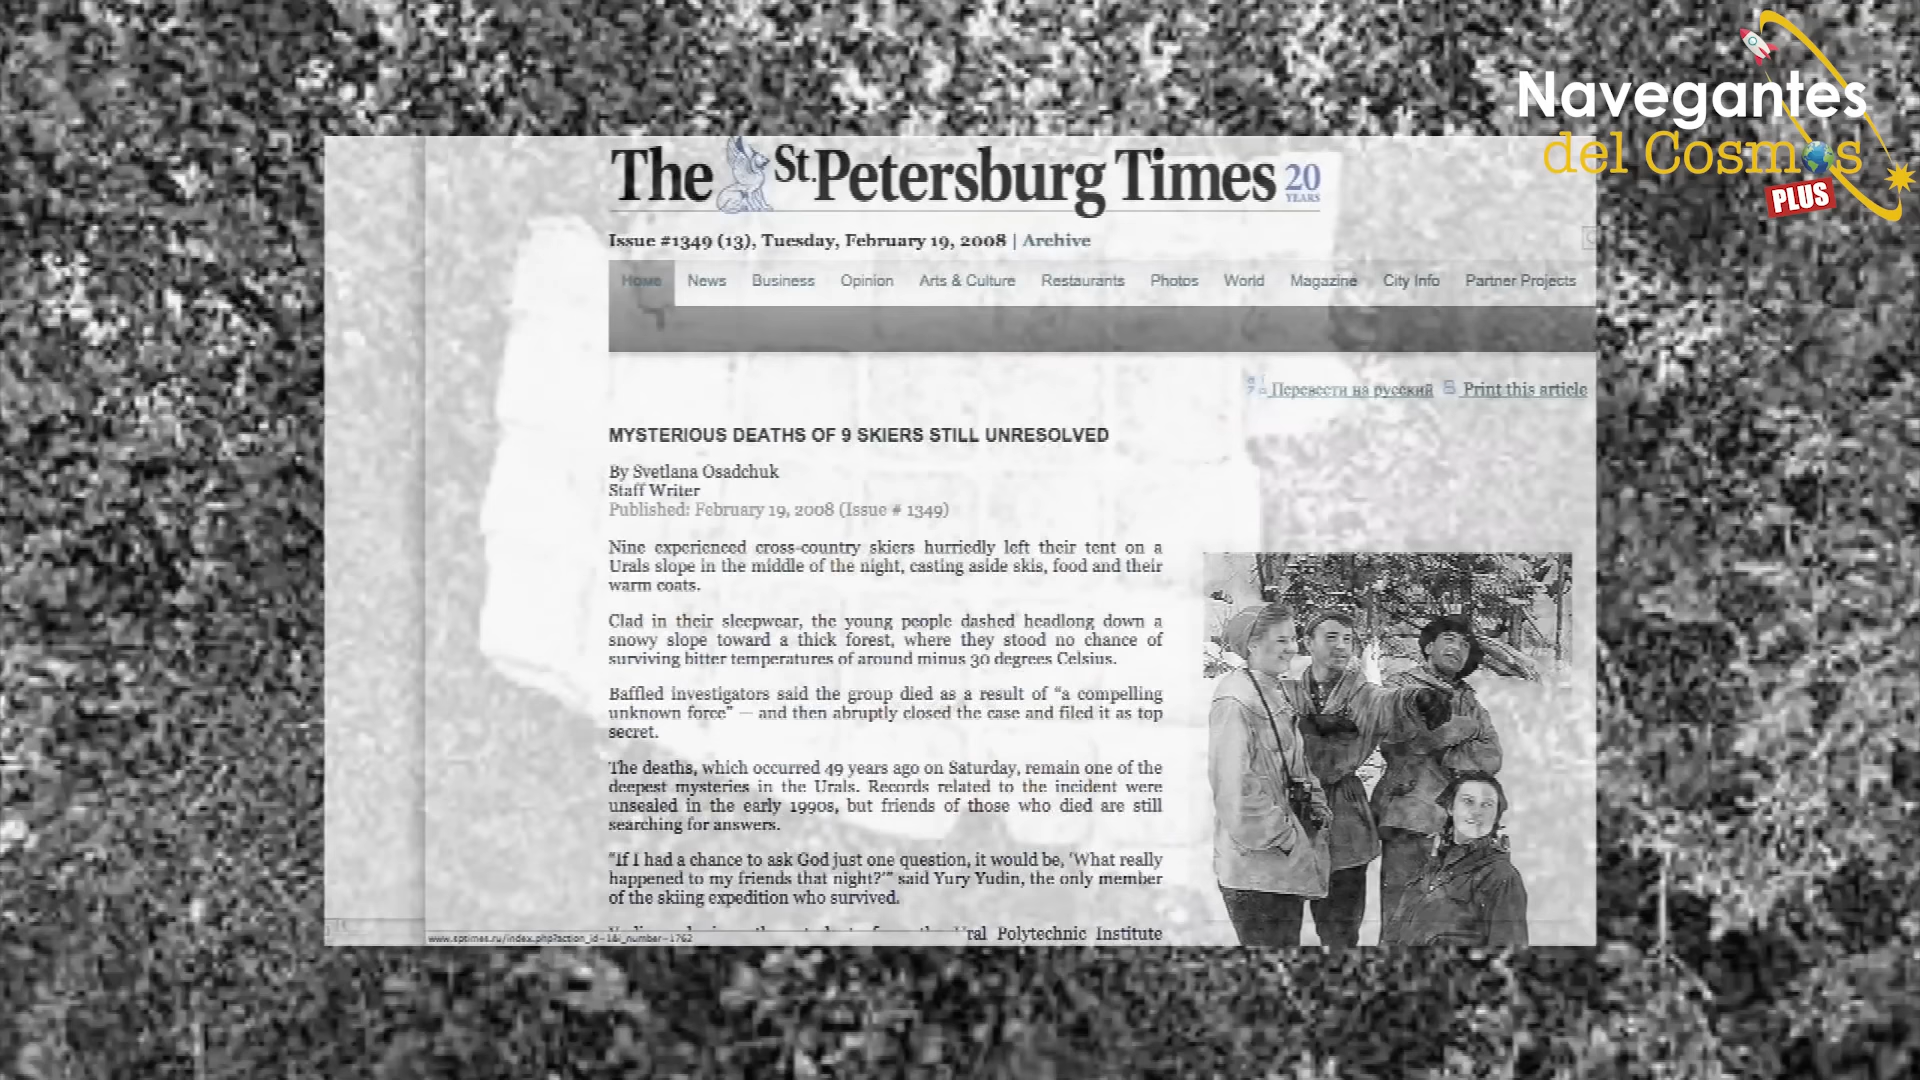 Navegantes
del Cosmos
PLUS
The St. Petersburg Times 20
YEARS
Issue #1349 (13), Tuesday, February 19, 2008 | Archive
Home News Business Opinion Arts & Culture Restaurants Photos World Magazine City Info Partner Projects
Перевести на русский Print this article
MYSTERIOUS DEATHS OF 9 SKIERS STILL UNRESOLVED
By Svetlana Osadchuk
Staff Writer
Published: February 19, 2008 (Issue # 1349)
Nine experienced cross-country skiers hurriedly left their tent on a
Urals slope in the middle of the night, casting aside skis, food and their
warm coats.
Clad in their sleepwear, the young people dashed headlong down a
snowy slope toward a thick forest, where they stood no chance of
surviving bitter temperatures of around minus 30 degrees Celsius.
Baffled investigators said the group died as a result of “a compelling
unknown force” — and then abruptly closed the case and filed it as top
secret.
The deaths, which occurred 49 years ago on Saturday, remain one of the
deepest mysteries in the Urals. Records related to the incident were
unsealed in the early 1990s, but friends of those who died are still
searching for answers.
“If I had a chance to ask God just one question, it would be, ‘What really
happened to my friends that night?’” said Yury Yudin, the only member
of the skiing expedition who survived.
Polytechnic Institute
www.sptimes.ru/index.php?action_id=1&i_number=1762